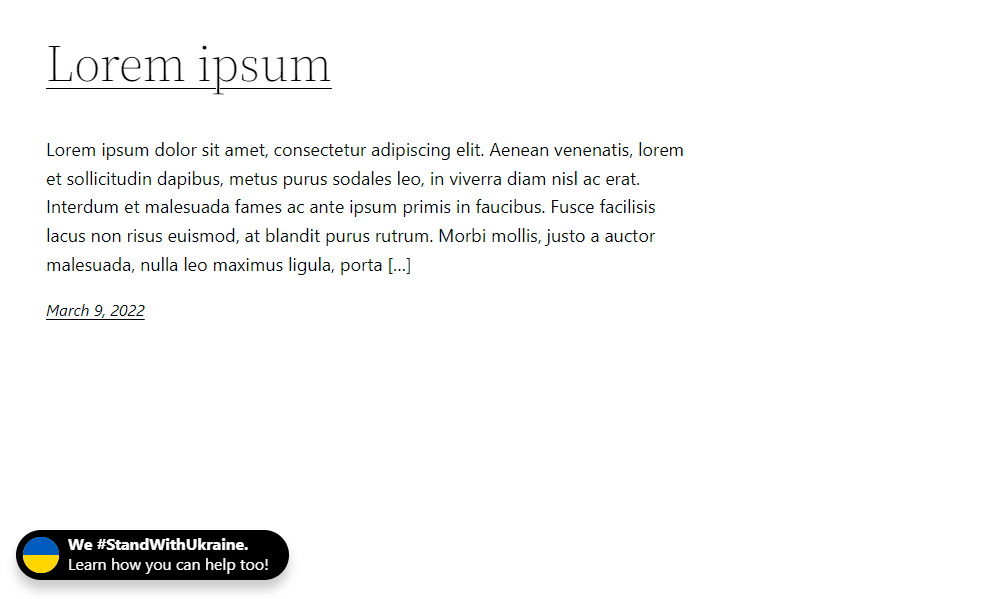 Lorem ipsum
Lorem ipsum dolor sit amet, consectetur adipiscing elit. Aenean venenatis, lorem
et sollicitudin dapibus, metus purus sodales leo, in viverra diam nisl ac erat.
Interdum et malesuada fames ac ante ipsum primis in faucibus. Fusce facilisis
lacus non risus euismod, at blandit purus rutrum. Morbi mollis, justo a auctor
malesuada, nulla leo maximus ligula, porta […]
March 9, 2022
We #StandWithUkraine.
Learn how you can help too!